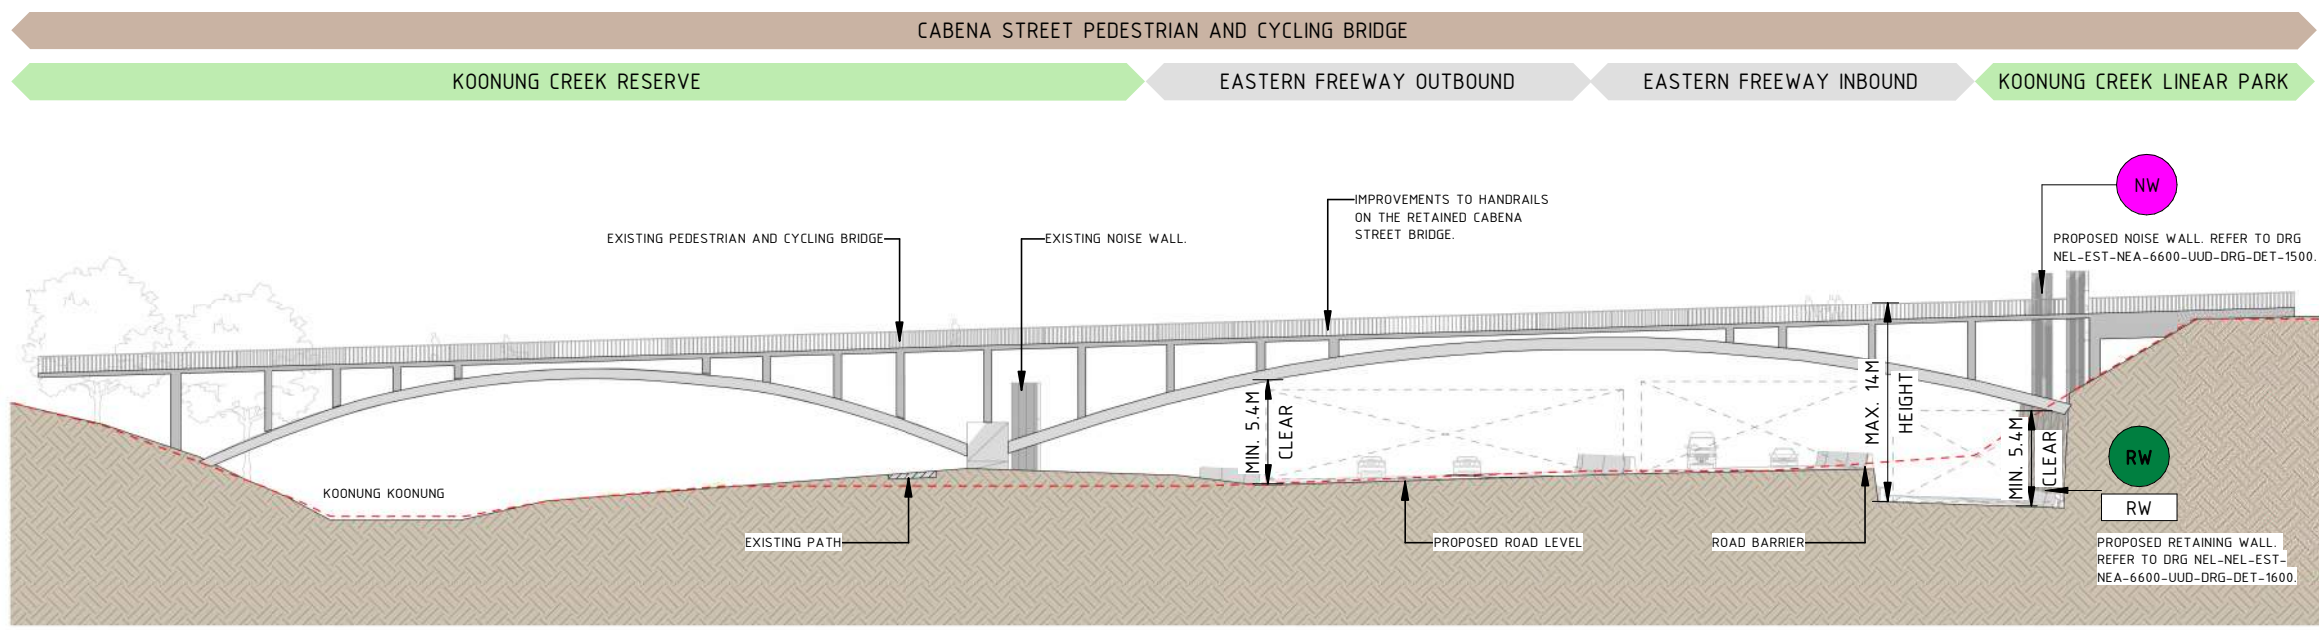 CABENA STREET PEDESTRIAN AND CYCLING BRIDGE
KOONUNG CREEK RESERVE
EASTERN FREEWAY OUTBOUND
EASTERN FREEWAY INBOUND
KOONUNG CREEK LINEAR PARK
NW
IMPROVEMENTS TO HANDRAILS
ON THE RETAINED CABENA
STREET BRIDGE.
EXISTING PEDESTRIAN AND CYCLING BRIDGE
EXISTING NOISE WALL.
PROPOSED NOISE WALL. REFER TO DRG
NEL-EST-NEA-6600-UUD-DRG-DET-1500.
MIN. 5.4M
CLEAR
MAX. 14M
HEIGHT
MIN. 5.4M
CLEAR
RW
RW
KOONUNG KOONUNG
EXISTING PATH
PROPOSED ROAD LEVEL
ROAD BARRIER
PROPOSED RETAINING WALL.
REFER TO DRG NEL-NEL-EST-
NEA-6600-UUD-DRG-DET-1600.